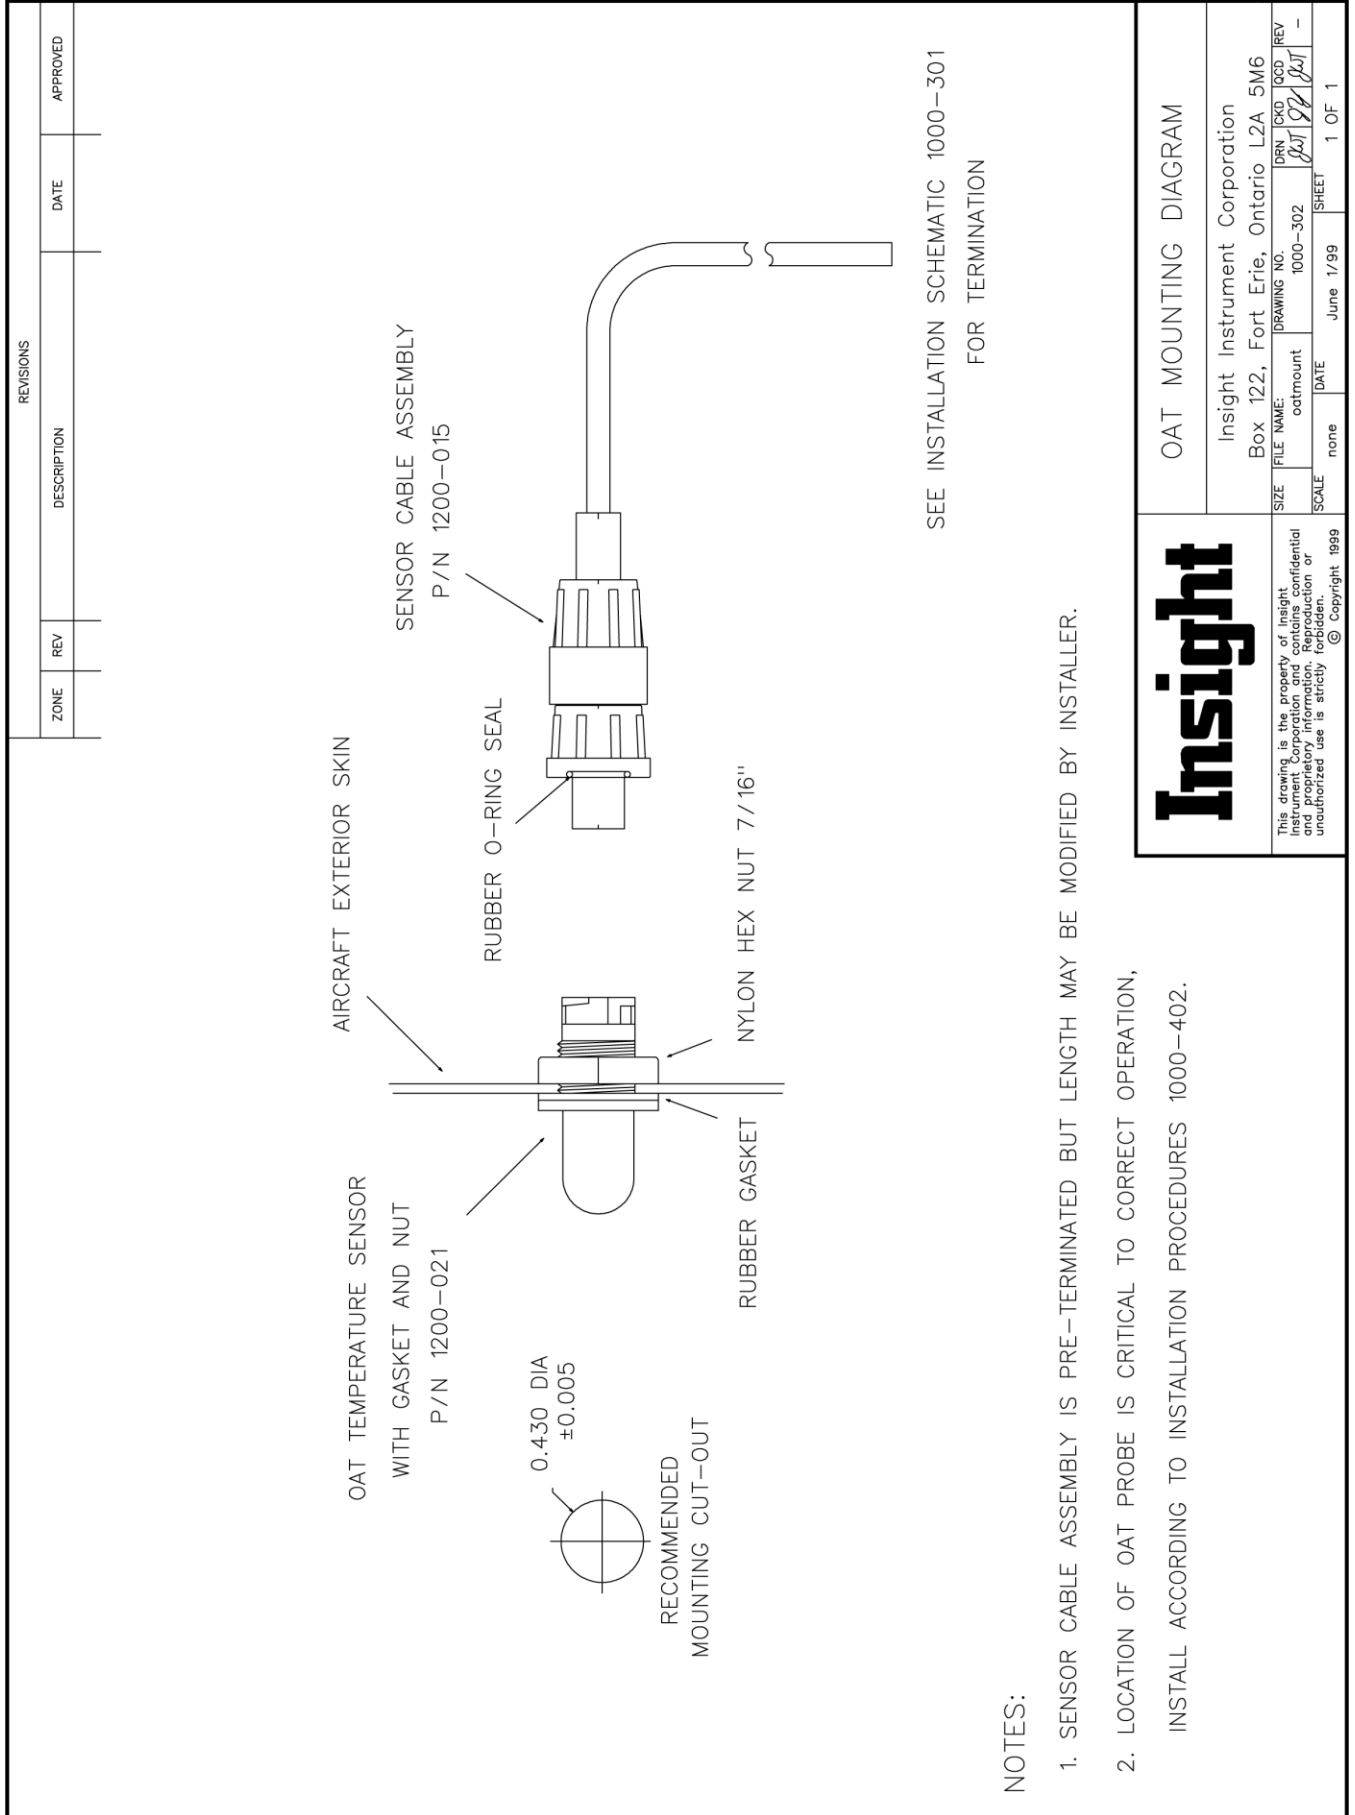 REVISIONS
ZONE REV DESCRIPTION DATE APPROVED
AIRCRAFT EXTERIOR SKIN
SENSOR CABLE ASSEMBLY
P/N 1200-015
OAT TEMPERATURE SENSOR
WITH GASKET AND NUT
P/N 1200-021
RUBBER O-RING SEAL
0.430 DIA
±0.005
RECOMMENDED
MOUNTING CUT-OUT
RUBBER GASKET
NYLON HEX NUT 7/16"
SEE INSTALLATION SCHEMATIC 1000-301
FOR TERMINATION
NOTES:
1. SENSOR CABLE ASSEMBLY IS PRE-TERMINATED BUT LENGTH MAY BE MODIFIED BY INSTALLER.
2. LOCATION OF OAT PROBE IS CRITICAL TO CORRECT OPERATION,
INSTALL ACCORDING TO INSTALLATION PROCEDURES 1000-402.
Insight
This drawing is the property of Insight
Instrument Corporation and contains confidential
and proprietory information. Reproduction or
unauthorized use is strictly forbidden.
© Copyright 1999
OAT MOUNTING DIAGRAM
Insight Instrument Corporation
Box 122, Fort Erie, Ontario L2A 5M6
SIZE FILE NAME: DRAWING NO. DRN CKD QCD REV
oatmount 1000-302 -
SCALE none DATE June 1/99 SHEET 1 OF 1